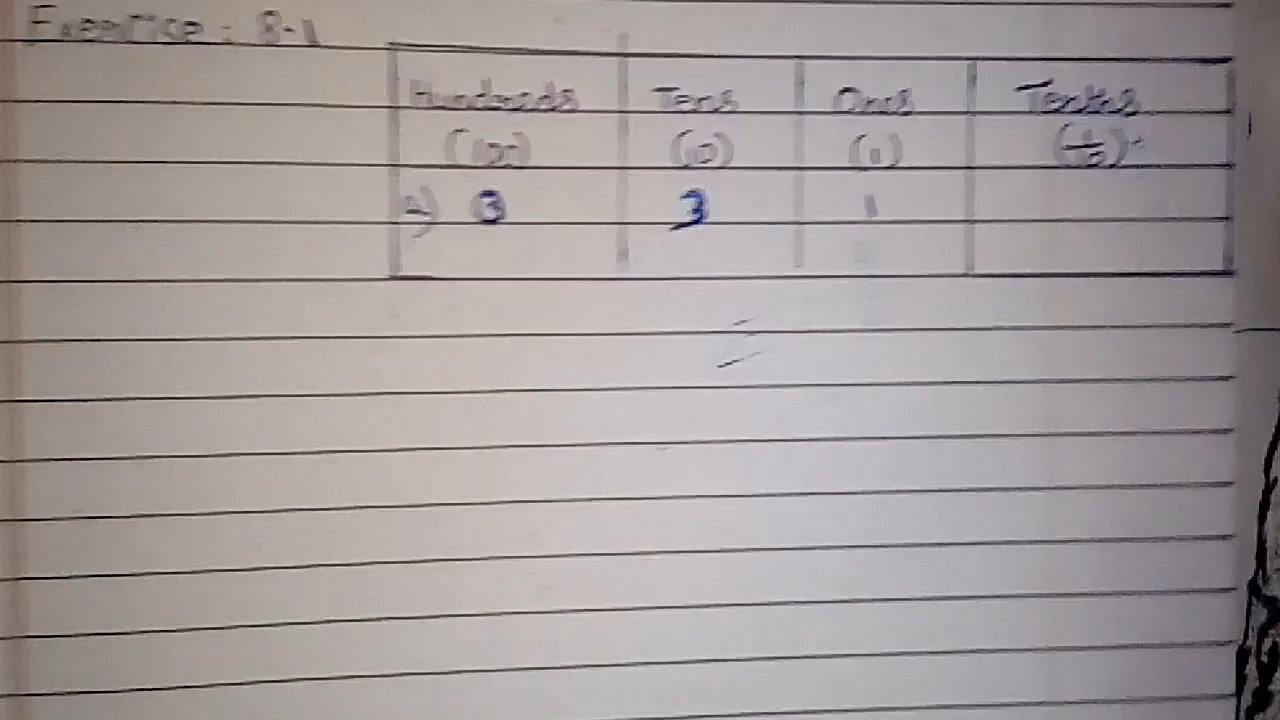 Exercise : 8-1
Hundreds Tens Ones Tenths
(100) (10) (1) (1/10)
a) 3 3 1